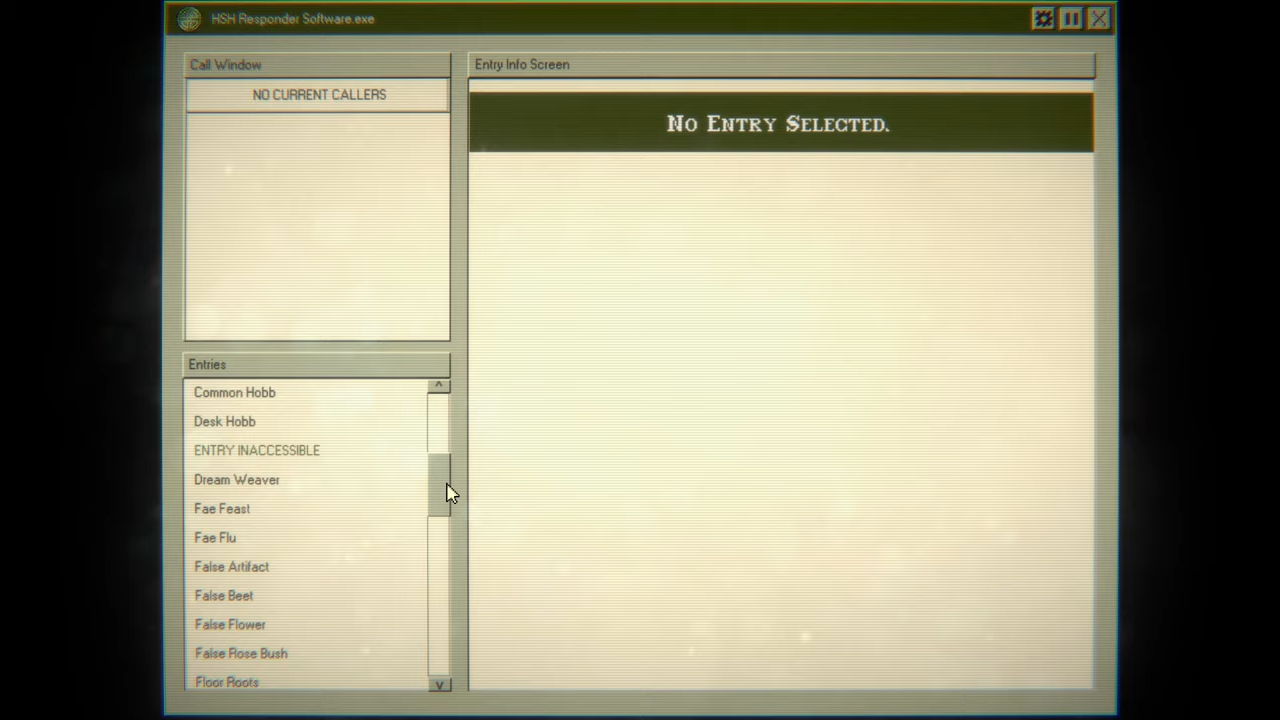 HSH Responder Software.exe
Call Window
NO CURRENT CALLERS
Entry Info Screen
No Entry Selected.
Entries
Common Hobb
Desk Hobb
ENTRY INACCESSIBLE
Dream Weaver
Fae Feast
Fae Flu
False Artifact
False Beet
False Flower
False Rose Bush
Floor Roots